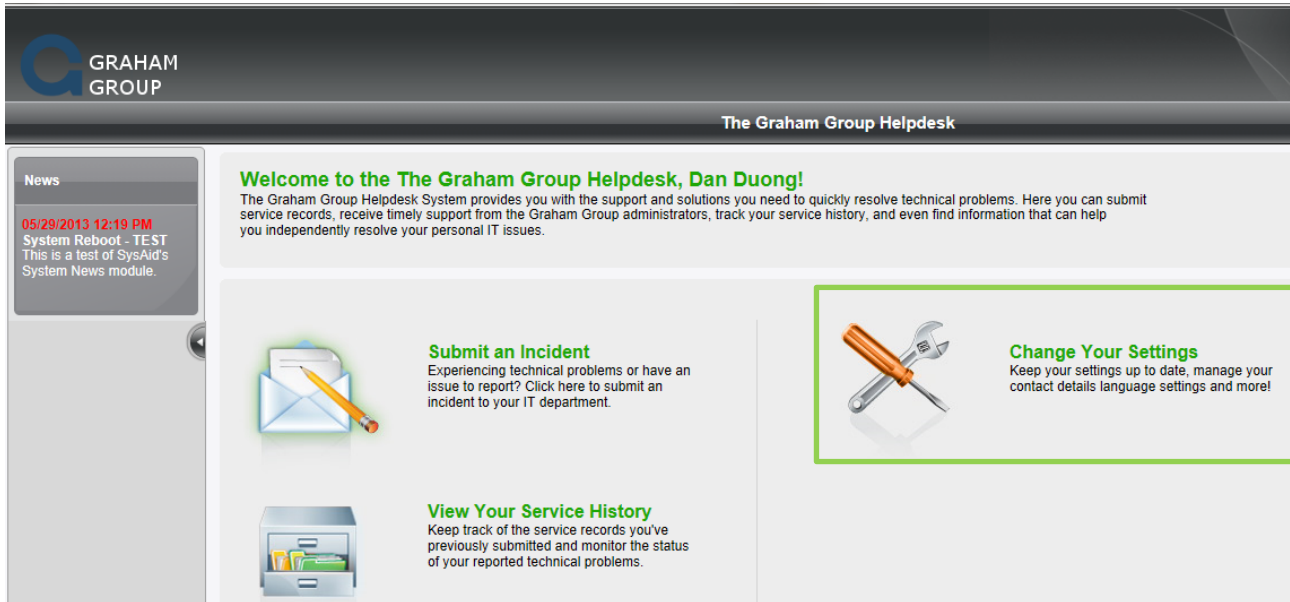 GRAHAM
GROUP
The Graham Group Helpdesk
News
05/29/2013 12:19 PM
System Reboot - TEST
This is a test of SysAid's
System News module.
Welcome to the The Graham Group Helpdesk, Dan Duong!
The Graham Group Helpdesk System provides you with the support and solutions you need to quickly resolve technical problems. Here you can submit
service records, receive timely support from the Graham Group administrators, track your service history, and even find information that can help
you independently resolve your personal IT issues.
Submit an Incident
Experiencing technical problems or have an
issue to report? Click here to submit an
incident to your IT department.
Change Your Settings
Keep your settings up to date, manage your
contact details language settings and more!
View Your Service History
Keep track of the service records you've
previously submitted and monitor the status
of your reported technical problems.